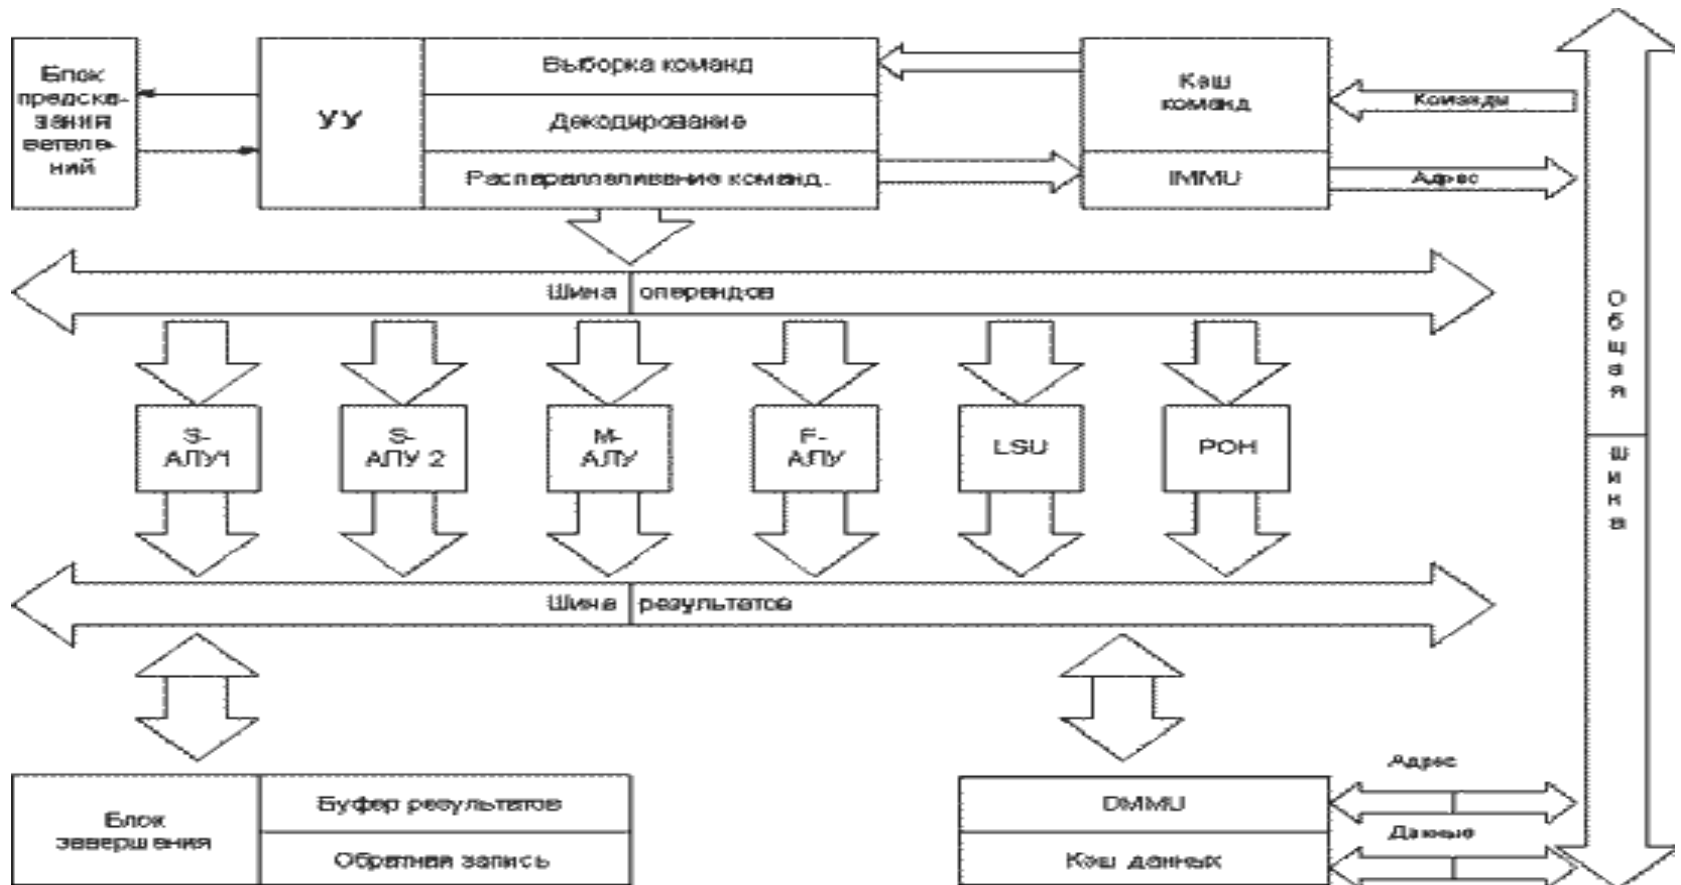 Блок
предска-
зания
ветвле-
ний
УУ
Выборка команд
Декодирование
Распараллеливание команд.
Кэш
команд
IMMU
Команды
Адрес
Шина операндов
S-
АЛУ1
S-
АЛУ 2
M-
АЛУ
F-
АЛУ
LSU
РОН
Шина результатов
Блок
завершения
Буфер результатов
Обратная запись
DMMU
Кэш данных
Адрес
Данные
Общая
шина